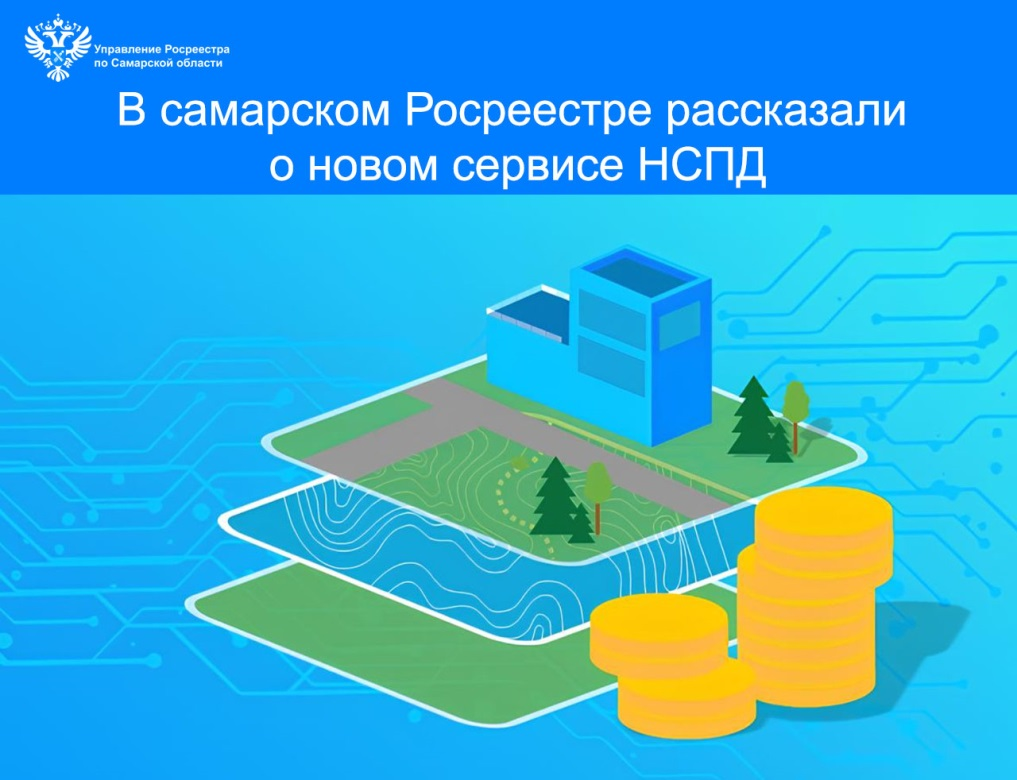 Управление Росреестра
по Самарской области
В самарском Росреестре рассказали
о новом сервисе НСПД